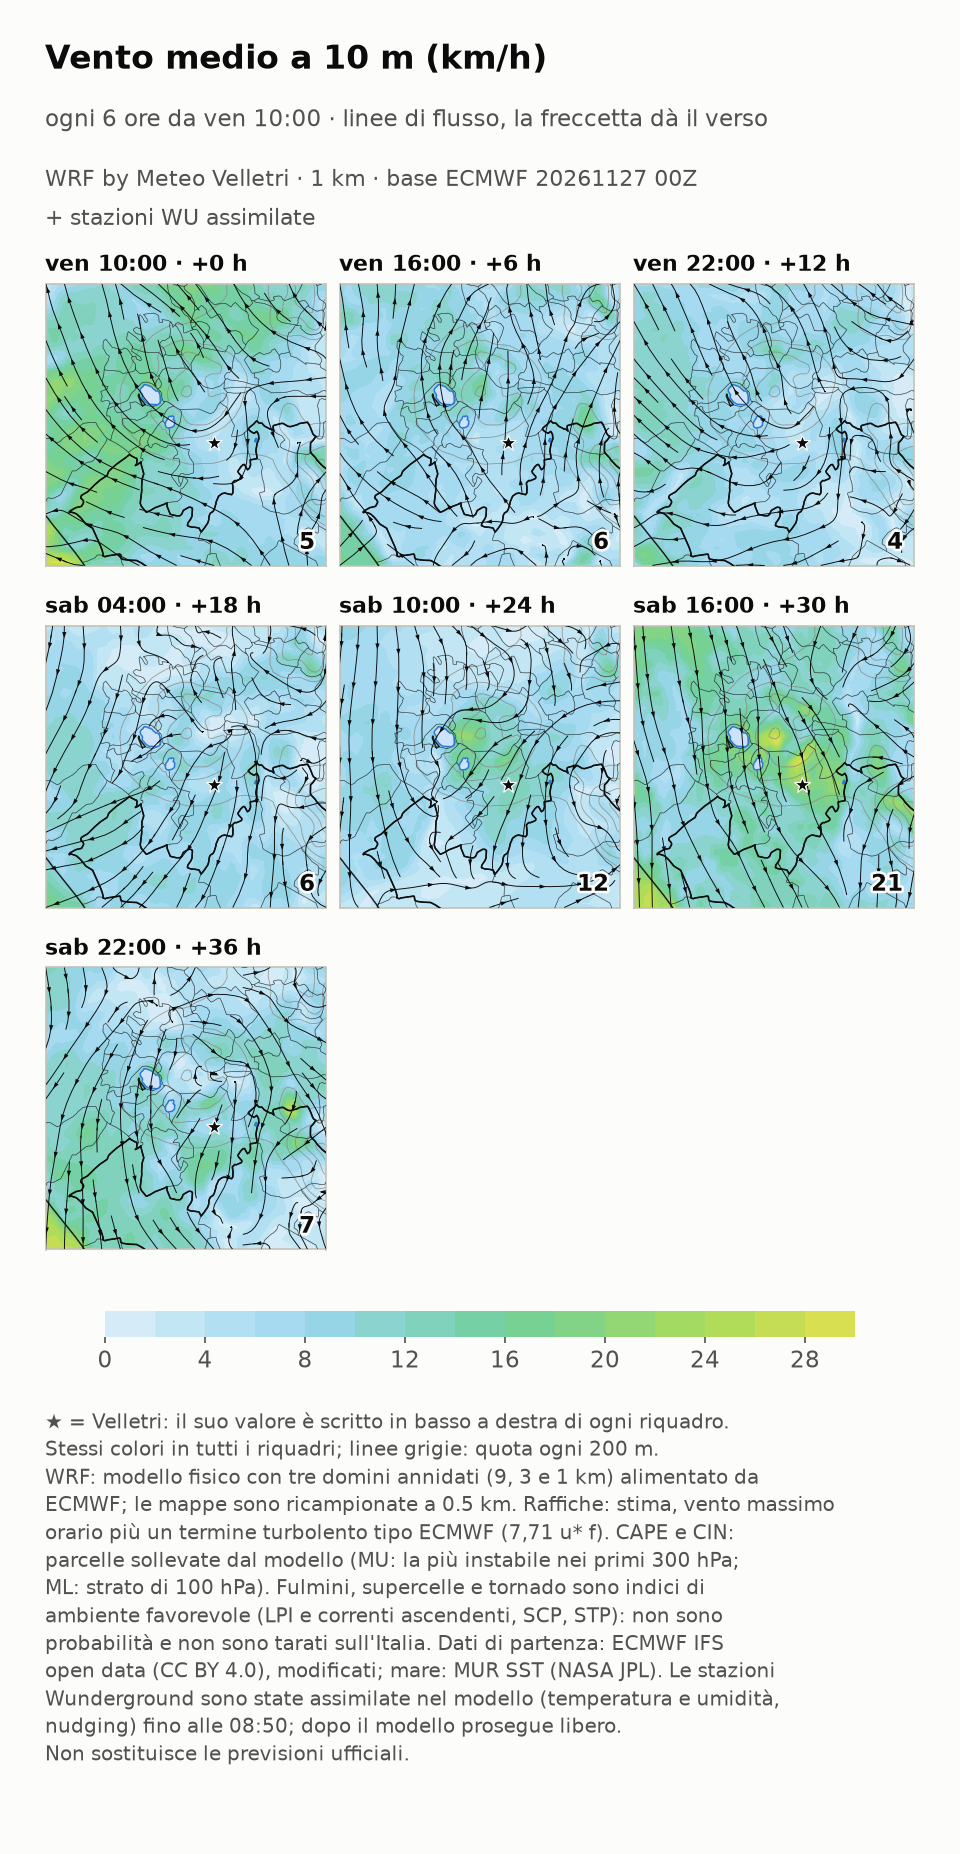 Vento medio a 10 m (km/h)
ogni 6 ore da ven 10:00 · linee di flusso, la freccetta dà il verso
WRF by Meteo Velletri · 1 km · base ECMWF 20261127 00Z
+ stazioni WU assimilate
ven 10:00 · +0 h
ven 16:00 · +6 h
ven 22:00 · +12 h
5
6
4
sab 04:00 · +18 h
sab 10:00 · +24 h
sab 16:00 · +30 h
6
12
21
sab 22:00 · +36 h
7
0 4 8 12 16 20 24 28
★ = Velletri: il suo valore è scritto in basso a destra di ogni riquadro.
Stessi colori in tutti i riquadri; linee grigie: quota ogni 200 m.
WRF: modello fisico con tre domini annidati (9, 3 e 1 km) alimentato da
ECMWF; le mappe sono ricampionate a 0.5 km. Raffiche: stima, vento massimo
orario più un termine turbolento tipo ECMWF (7,71 u* f). CAPE e CIN:
parcelle sollevate dal modello (MU: la più instabile nei primi 300 hPa;
ML: strato di 100 hPa). Fulmini, supercelle e tornado sono indici di
ambiente favorevole (LPI e correnti ascendenti, SCP, STP): non sono
probabilità e non sono tarati sull'Italia. Dati di partenza: ECMWF IFS
open data (CC BY 4.0), modificati; mare: MUR SST (NASA JPL). Le stazioni
Wunderground sono state assimilate nel modello (temperatura e umidità,
nudging) fino alle 08:50; dopo il modello prosegue libero.
Non sostituisce le previsioni ufficiali.